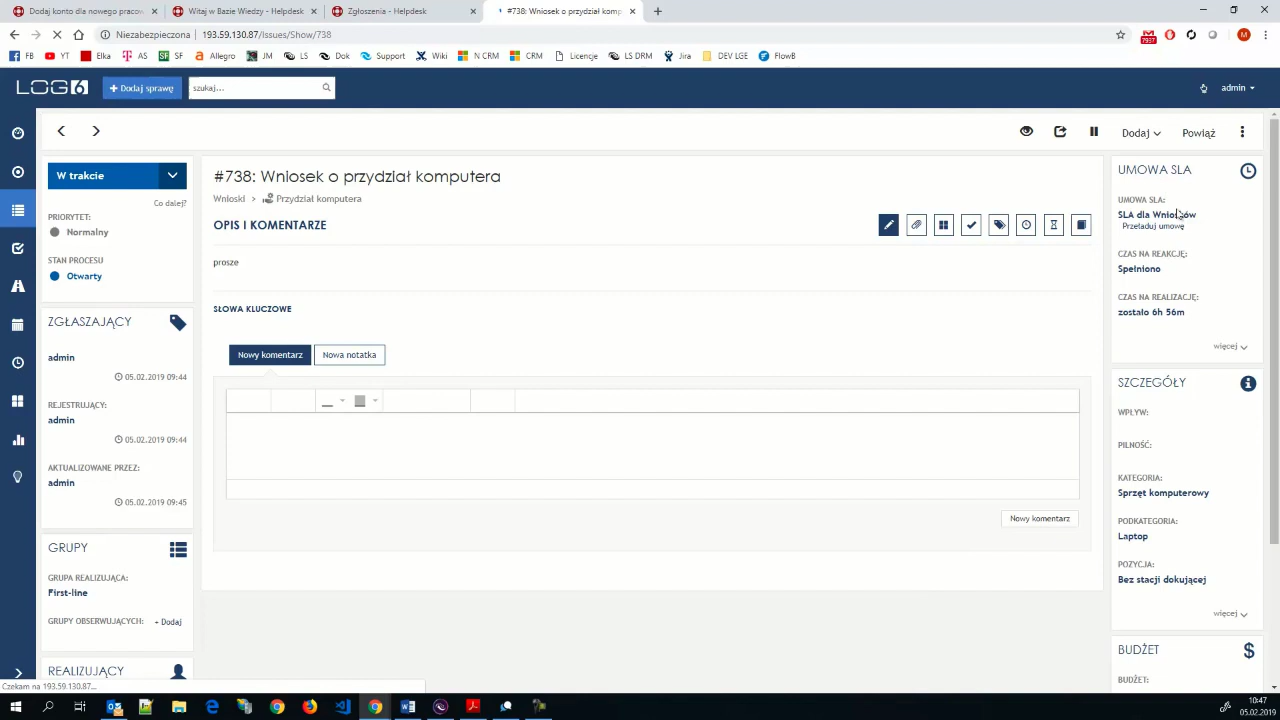 Dodaj konto dla nowego pracow
Witaj w Bazie Wiedzy - Helpdesk
Zgłoszenia - Helpdesk
#738: Wniosek o przydział komp
Niezabezpieczona
193.59.130.87/Issues/Show/738
FB
YT
Elka
AS
SF
Allegro
JM
LS
Dok
Support
Wiki
N CRM
CRM
Licencje
LS DRM
Jira
DEV LGE
FlowB
7937
M
LOG6
+ Dodaj sprawę
szukaj...
admin
Dodaj
Powiąż
W trakcie
Co dalej?
PRIORYTET:
Normalny
STAN PROCESU
Otwarty
ZGŁASZAJĄCY
admin
05.02.2019 09:44
REJESTRUJĄCY:
admin
05.02.2019 09:44
AKTUALIZOWANE PRZEZ:
admin
05.02.2019 09:45
GRUPY
GRUPA REALIZUJĄCA:
First-line
GRUPY OBSERWUJĄCYCH:
+ Dodaj
REALIZUJĄCY
#738: Wniosek o przydział komputera
Wnioski > Przydział komputera
OPIS I KOMENTARZE
prosze
SŁOWA KLUCZOWE
Nowy komentarz
Nowa notatka
Nowy komentarz
UMOWA SLA
UMOWA SLA:
SLA dla Wniosków
Przeładuj umowę
CZAS NA REAKCJĘ:
Spełniono
CZAS NA REALIZACJĘ:
zostało 6h 56m
więcej
SZCZEGÓŁY
WPŁYW:
PILNOŚĆ:
KATEGORIA:
Sprzęt komputerowy
PODKATEGORIA:
Laptop
POZYCJA:
Bez stacji dokującej
więcej
BUDŻET
BUDŻET:
Czekam na 193.59.130.87...
10:47
05.02.2019